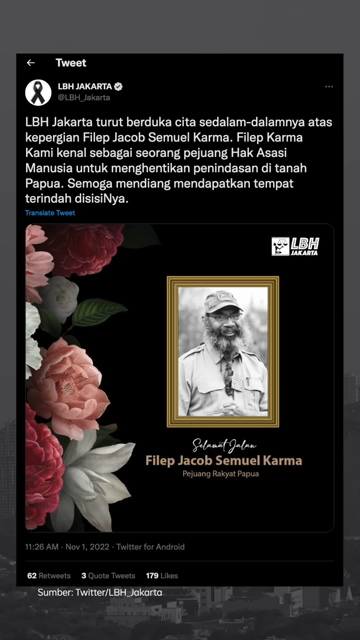 Tweet
LBH JAKARTA
@LBH_Jakarta
LBH Jakarta turut berduka cita sedalam-dalamnya atas
kepergian Filep Jacob Semuel Karma. Filep Karma
Kami kenal sebagai seorang pejuang Hak Asasi
Manusia untuk menghentikan penindasan di tanah
Papua. Semoga mendiang mendapatkan tempat
terindah disisiNya.
Translate Tweet
LBH
JAKARTA
Selamat Jalan
Filep Jacob Semuel Karma
Pejuang Rakyat Papua
11:26 AM · Nov 1, 2022 · Twitter for Android
62 Retweets 3 Quote Tweets 179 Likes
Sumber: Twitter/LBH_Jakarta